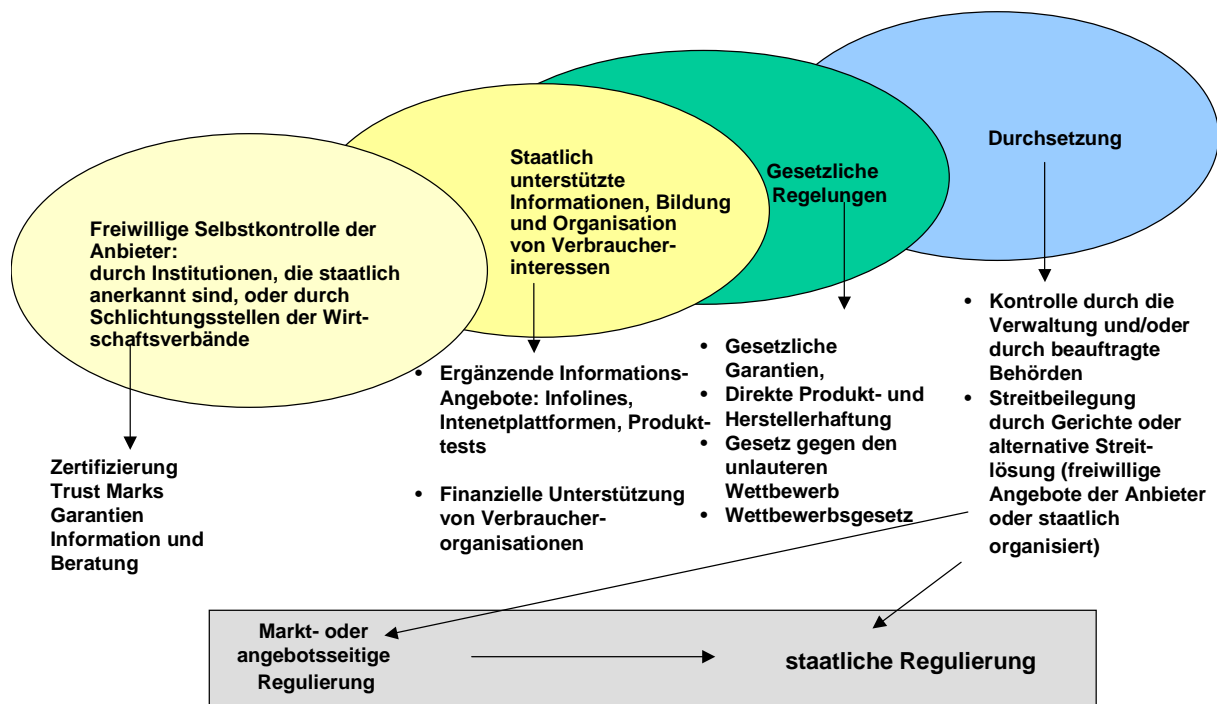 Freiwillige Selbstkontrolle der
Anbieter:
durch Institutionen, die staatlich
anerkannt sind, oder durch
Schlichtungsstellen der Wirt-
schaftsverbände
Zertifizierung
Trust Marks
Garantien
Information und
Beratung
Staatlich
unterstützte
Informationen, Bildung
und Organisation
von Verbraucher-
interessen
• Ergänzende Informations-
Angebote: Infolines,
Intenetplattformen, Produkt-
tests
• Finanzielle Unterstützung
von Verbraucher-
organisationen
Gesetzliche
Regelungen
• Gesetzliche
Garantien,
• Direkte Produkt- und
Herstellerhaftung
• Gesetz gegen den
unlauteren
Wettbewerb
• Wettbewerbsgesetz
Durchsetzung
• Kontrolle durch die
Verwaltung und/oder
durch beauftragte
Behörden
• Streitbeilegung
durch Gerichte oder
alternative Streit-
lösung (freiwillige
Angebote der Anbieter
oder staatlich
organisiert)
Markt- oder
angebotsseitige
Regulierung
staatliche Regulierung